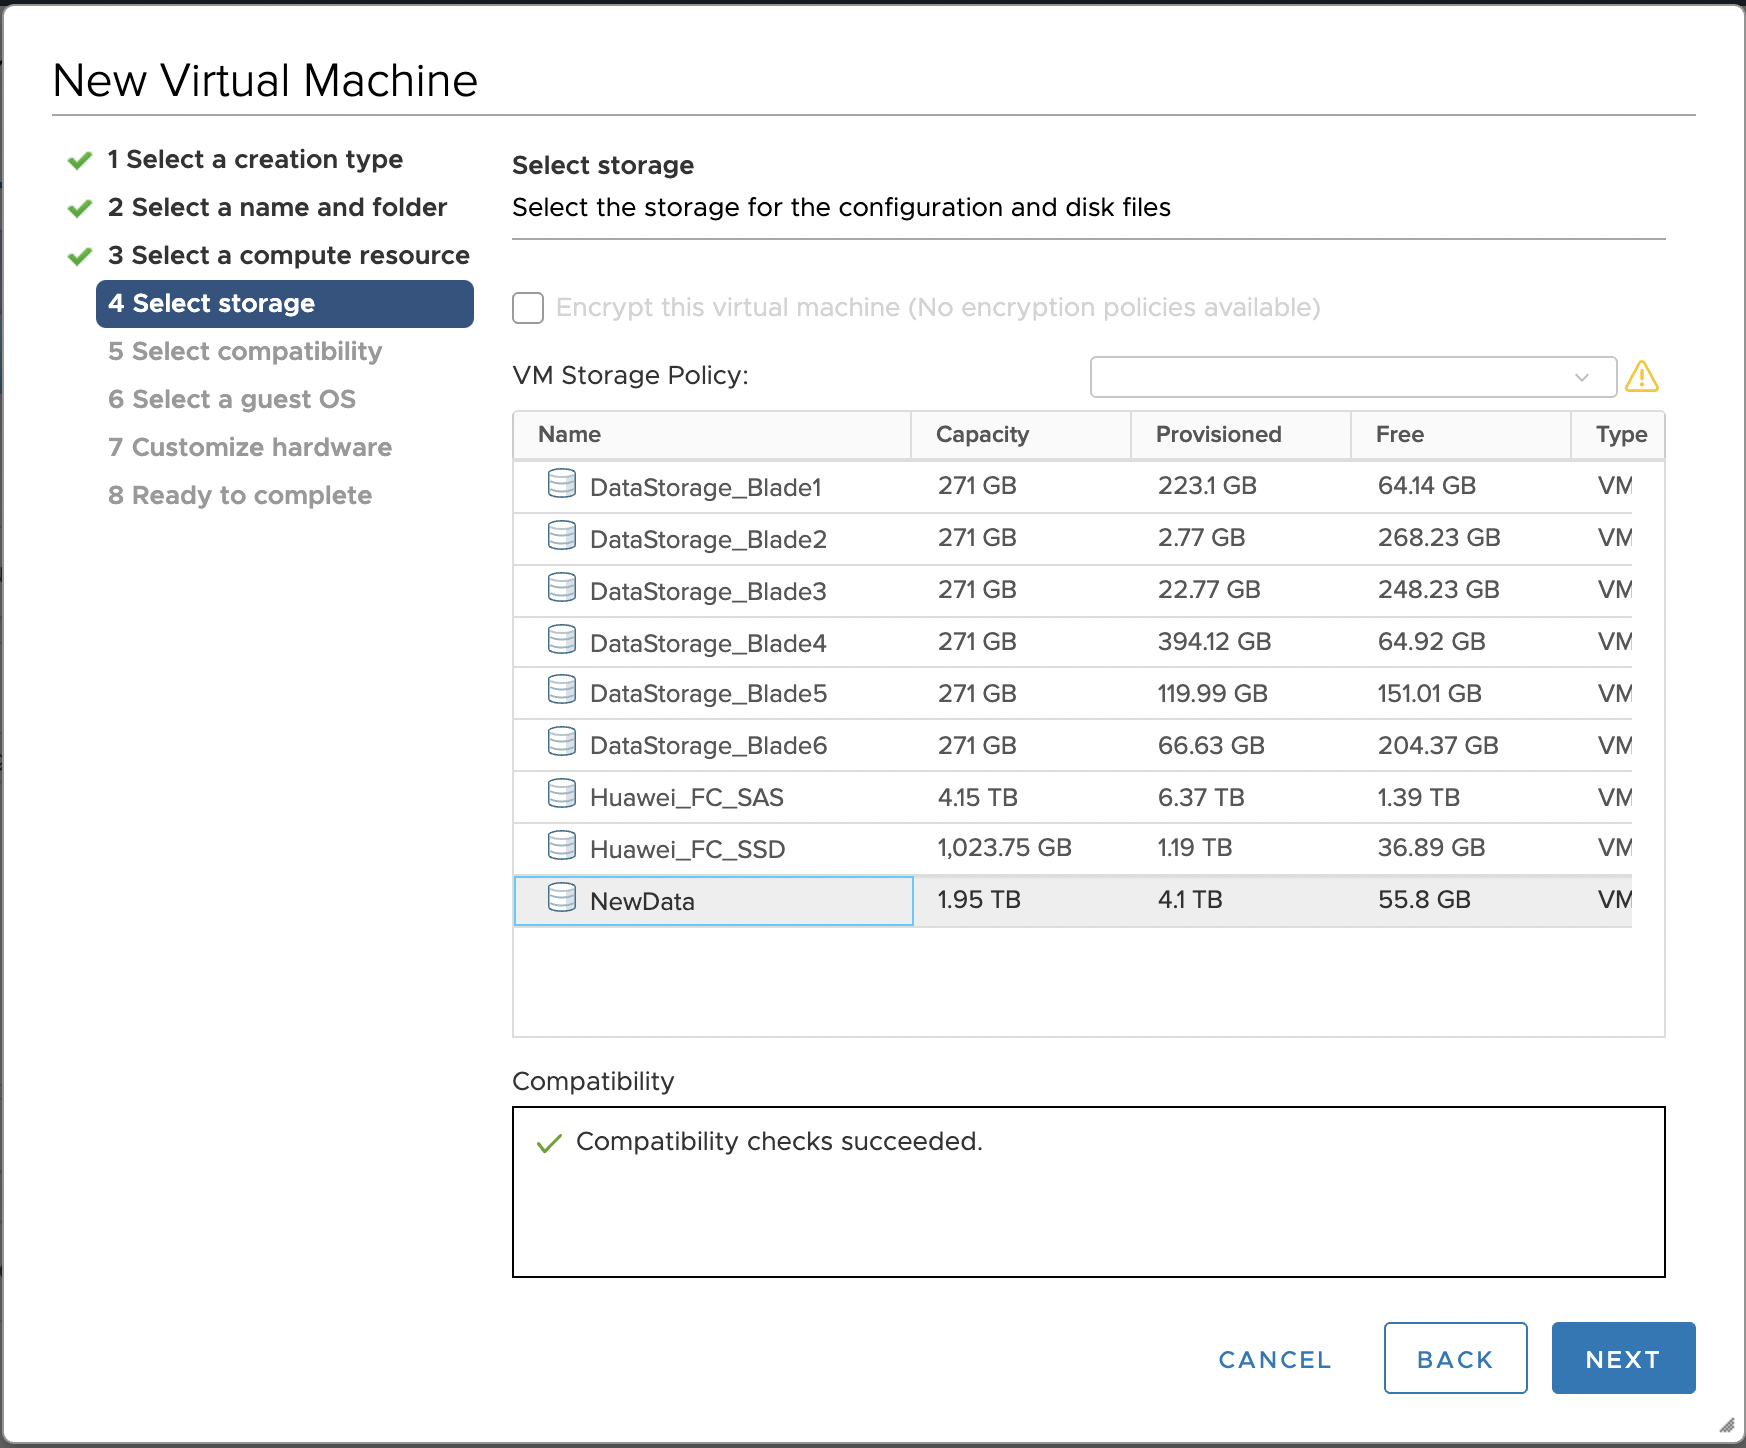 New Virtual Machine
1 Select a creation type
2 Select a name and folder
3 Select a compute resource
4 Select storage
5 Select compatibility
6 Select a guest OS
7 Customize hardware
8 Ready to complete
Select storage
Select the storage for the configuration and disk files
Encrypt this virtual machine (No encryption policies available)
VM Storage Policy:
Name Capacity Provisioned Free Type
DataStorage_Blade1 271 GB 223.1 GB 64.14 GB VM
DataStorage_Blade2 271 GB 2.77 GB 268.23 GB VM
DataStorage_Blade3 271 GB 22.77 GB 248.23 GB VM
DataStorage_Blade4 271 GB 394.12 GB 64.92 GB VM
DataStorage_Blade5 271 GB 119.99 GB 151.01 GB VM
DataStorage_Blade6 271 GB 66.63 GB 204.37 GB VM
Huawei_FC_SAS 4.15 TB 6.37 TB 1.39 TB VM
Huawei_FC_SSD 1,023.75 GB 1.19 TB 36.89 GB VM
NewData 1.95 TB 4.1 TB 55.8 GB VM
Compatibility
Compatibility checks succeeded.
CANCEL BACK NEXT